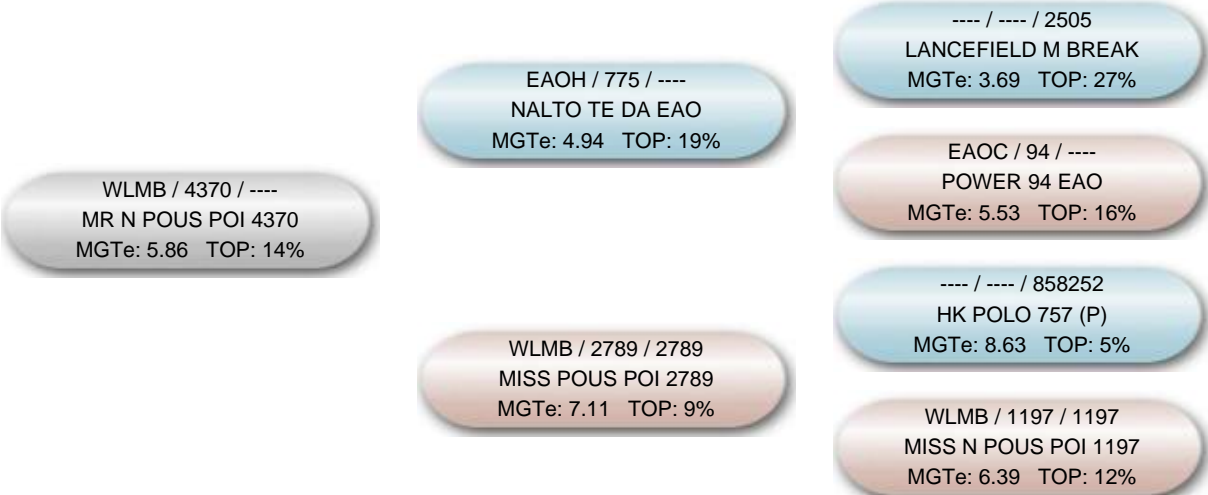 WLMB / 4370 / ----
MR N POUS POI 4370
MGTe: 5.86 TOP: 14%
EAOH / 775 / ----
NALTO TE DA EAO
MGTe: 4.94 TOP: 19%
WLMB / 2789 / 2789
MISS POUS POI 2789
MGTe: 7.11 TOP: 9%
---- / ---- / 2505
LANCEFIELD M BREAK
MGTe: 3.69 TOP: 27%
EAOC / 94 / ----
POWER 94 EAO
MGTe: 5.53 TOP: 16%
---- / ---- / 858252
HK POLO 757 (P)
MGTe: 8.63 TOP: 5%
WLMB / 1197 / 1197
MISS N POUS POI 1197
MGTe: 6.39 TOP: 12%